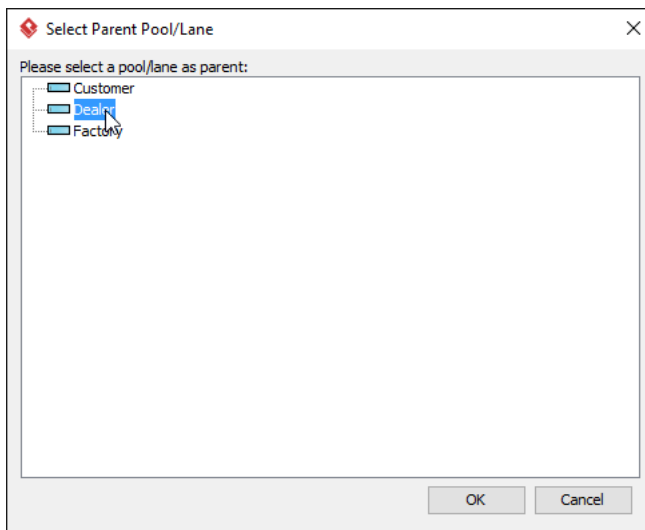 Select Parent Pool/Lane
Please select a pool/lane as parent:
Customer
Dealer
Factory
OK
Cancel